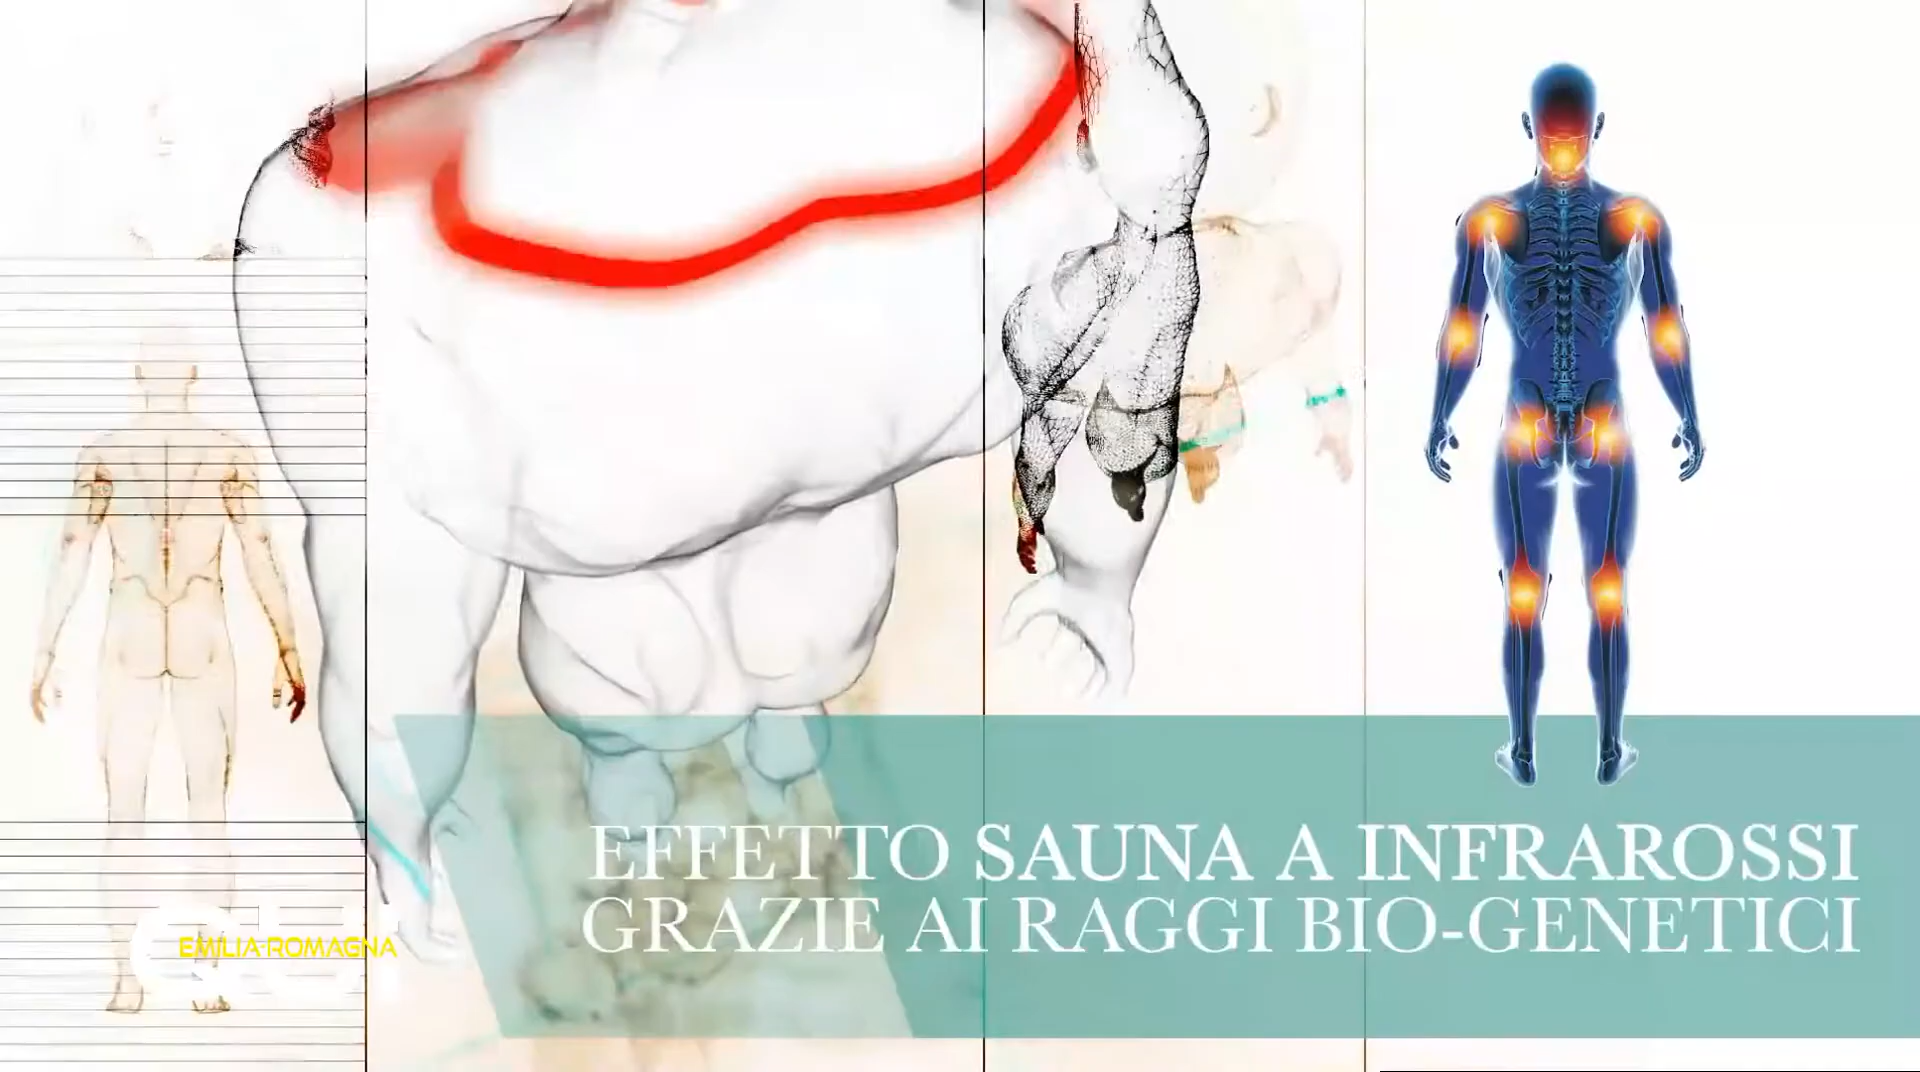 EFFETTO SAUNA A INFRAROSSI
GRAZIE AI RAGGI BIO-GENETICI
EMILIA-ROMAGNA